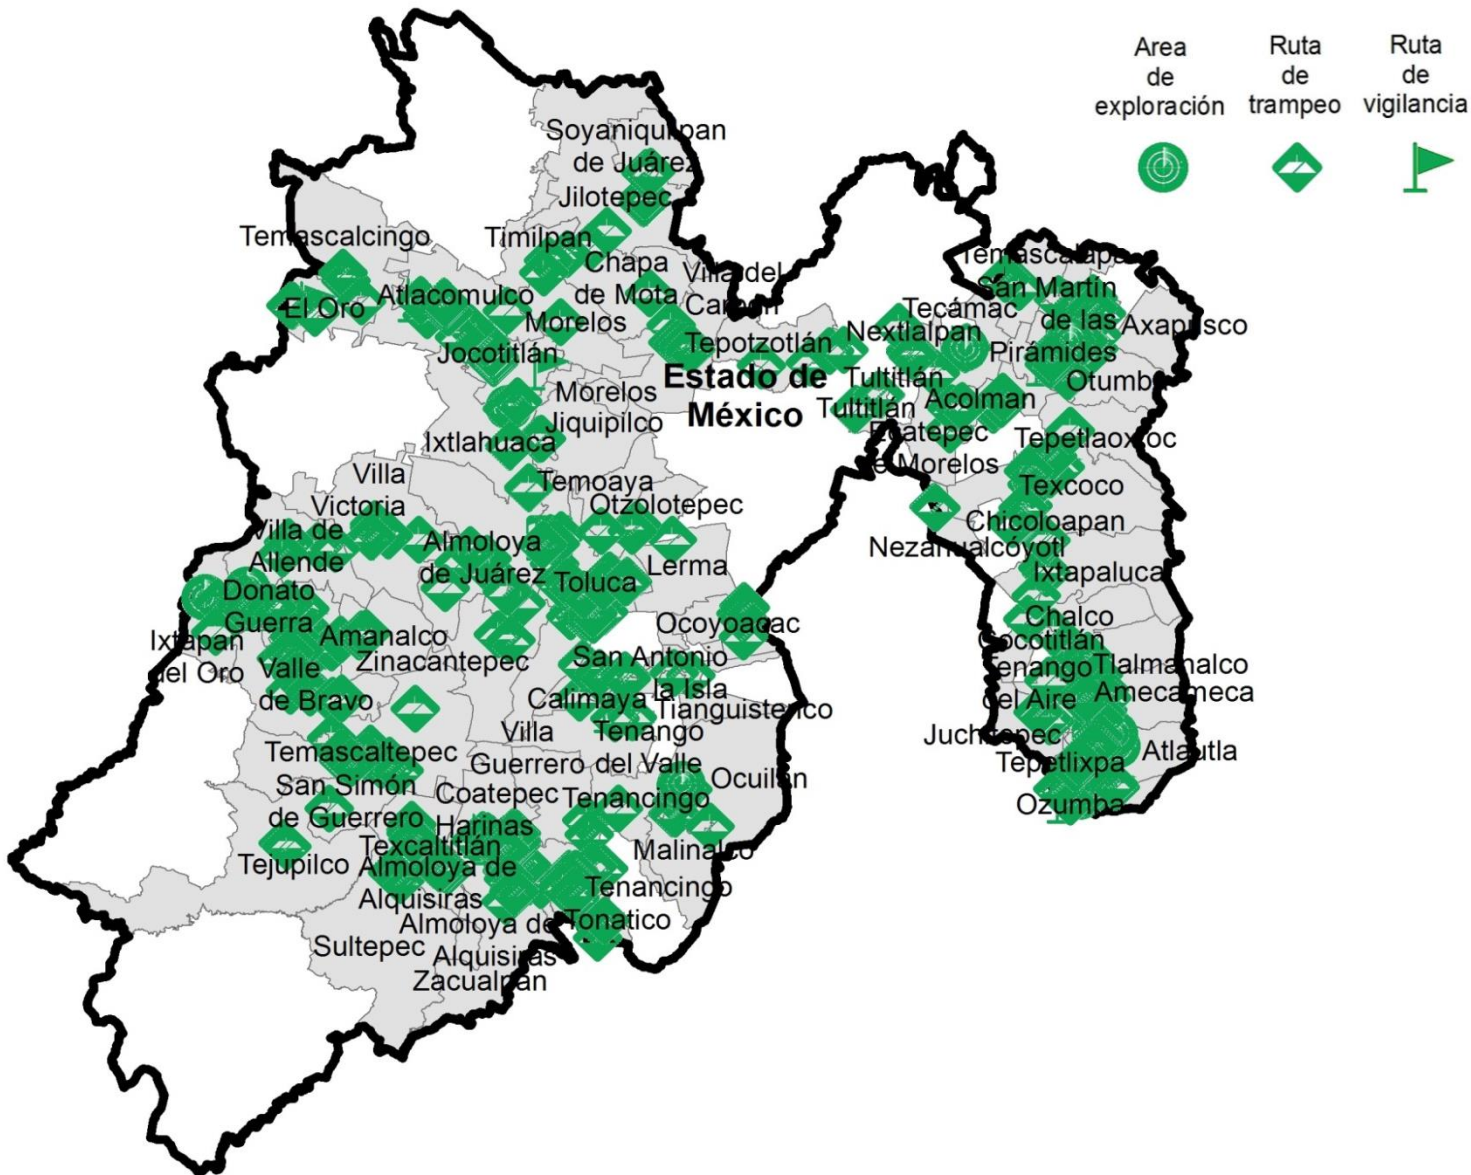 Area
de
exploración
Ruta
de
trampeo
Ruta
de
vigilancia
Soyaniquilpan
de Juárez
Jilotepec
Temascalcingo
Timilpan
Chapa
de Mota
Villa del
Carbón
El Oro
Atlacomulco
Morelos
Jocotitlán
Tepotzotlán
Estado de
México
Temascalapa
San Martín
de las
Pirámides
Tecámac
Axapusco
Nextlalpan
Otumba
Tultitlán
Tultitlán
Acolman
Ecatepec
de Morelos
Tepetlaoxtoc
Morelos
Jiquipilco
Ixtlahuaca
Temoaya
Texcoco
Villa
Victoria
Otzolotepec
Chicoloapan
Nezahualcóyotl
Villa de
Allende
Almoloya
de Juárez
Lerma
Ixtapaluca
Toluca
Donato
Guerra
Chalco
Ocoyoacac
Cocotitlán
Ixtapan
del Oro
Amanalco
Zinacantepec
San Antonio
la Isla
Tenango
del Aire
Tlalmanalco
Amecameca
Valle
de Bravo
Calimaya
Tianguistenco
Villa
Guerrero
Tenango
del Valle
Juchitepec
Atlautla
Temascaltepec
Tepetlixpa
San Simón
de Guerrero
Coatepec
Harinas
Tenancingo
Ocuilan
Ozumba
Tejupilco
Texcaltitlán
Malinalco
Almoloya de
Alquisiras
Tenancingo
Almoloya de
Alquisiras
Tonatico
Sultepec
Zacualpan